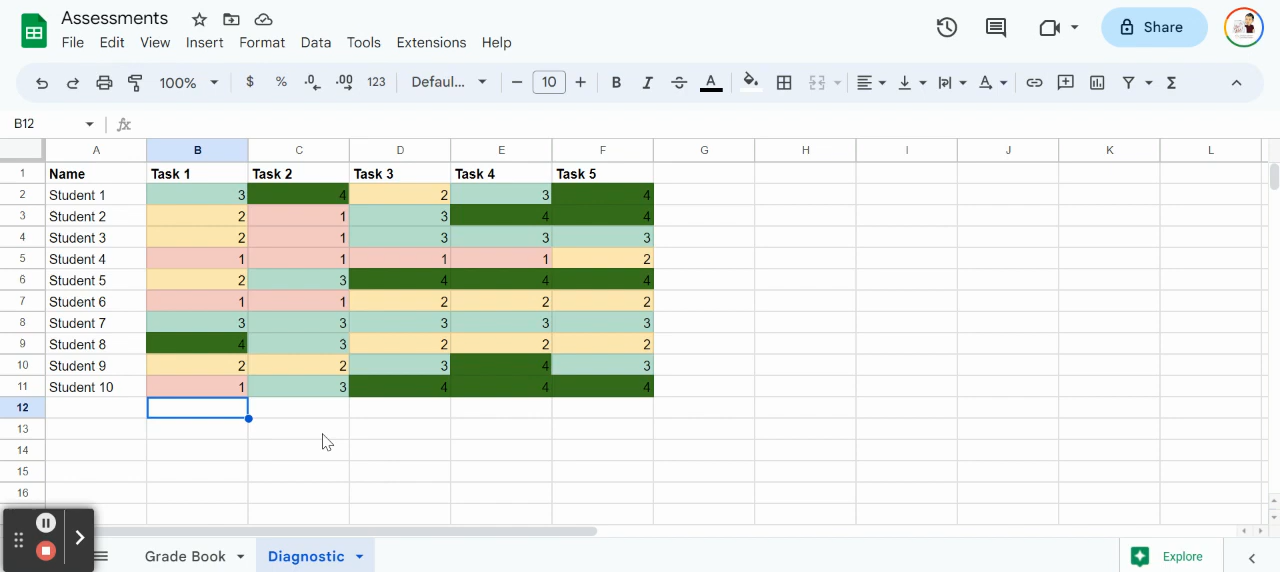 Assessments
File Edit View Insert Format Data Tools Extensions Help
Share
100% $ % .0 .00 123 Defaul... 10 B I A Σ
B12 fx
A B C D E F G H I J K L
1 Name Task 1 Task 2 Task 3 Task 4 Task 5
2 Student 1 3 4 2 3 4
3 Student 2 2 1 3 4 4
4 Student 3 2 1 3 3 3
5 Student 4 1 1 1 1 2
6 Student 5 2 3 4 4 4
7 Student 6 1 1 2 2 2
8 Student 7 3 3 3 3 3
9 Student 8 4 3 2 2 2
10 Student 9 2 2 3 4 3
11 Student 10 1 3 4 4 4
12
13
14
15
16
Grade Book Diagnostic Explore